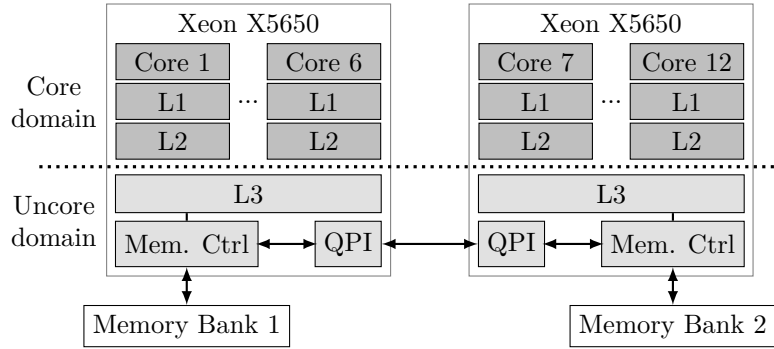 Xeon X5650 Xeon X5650
Core 1 ... Core 6 Core 7 ... Core 12
L1 L1 L1 L1
L2 L2 L2 L2
Core
domain
L3 L3
Uncore
domain
Mem. Ctrl QPI QPI Mem. Ctrl
Memory Bank 1 Memory Bank 2